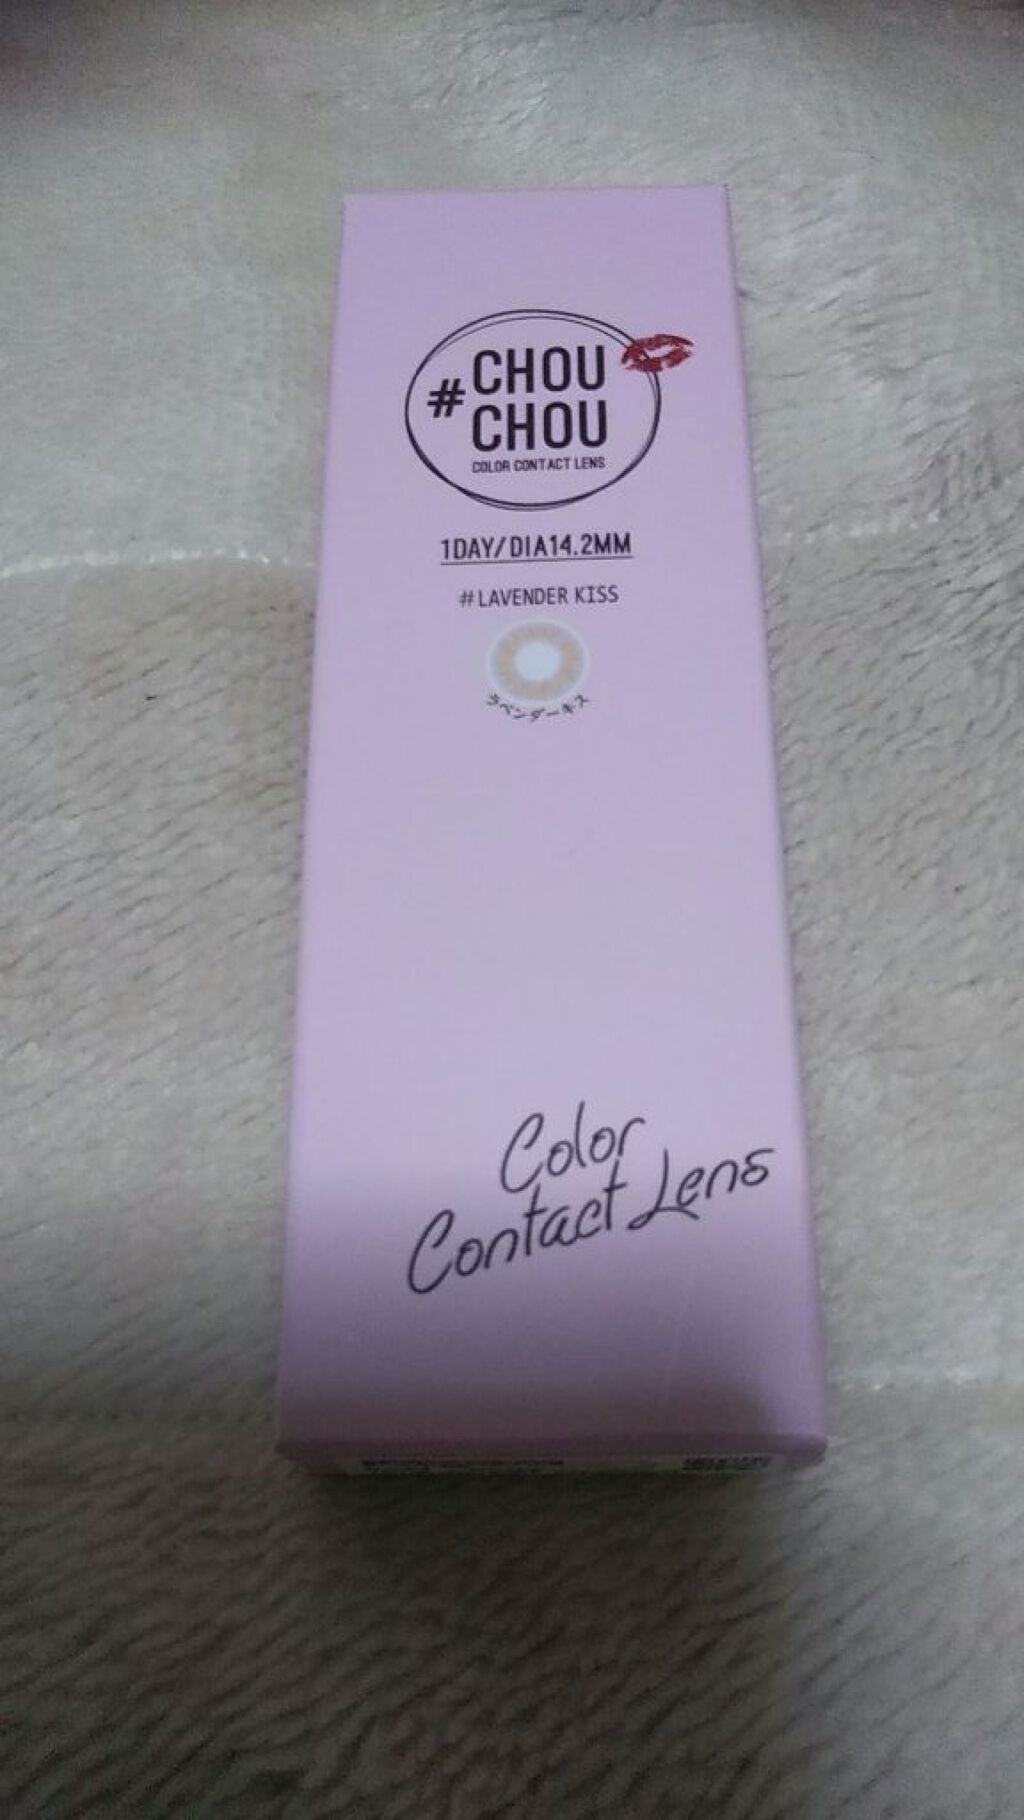 #CHOU
CHOU
COLOR CONTACT LENS
1DAY/DIA14.2MM
#LAVENDER KISS
ラベンダーキス
Color
Contact Lens